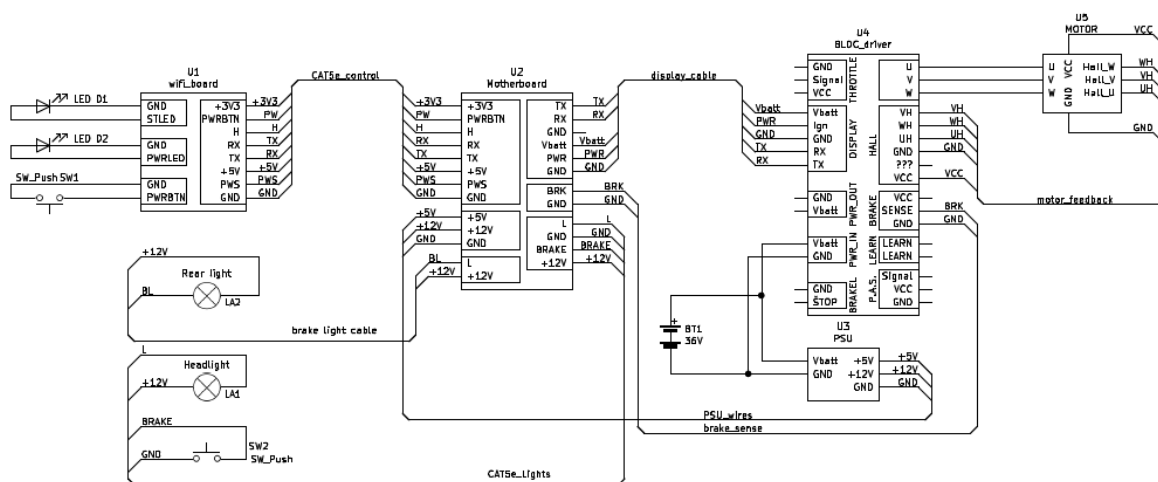 U5
MOTOR
VCC
U
V
W
VCC
GND
Hall_W
Hall_V
Hall_U
WH
VH
UH
GND
U4
BLDC_driver
GND
Signal
VCC
THROTTLE
U
V
W
Vbatt
Ign
GND
RX
TX
DISPLAY
HALL
VH
WH
UH
GND
???
VCC
VH
WH
UH
GND
VCC
motor_feedback
GND
Vbatt
PWR_OUT
BRAKE
VCC
SENSE
GND
BRK
GND
Vbatt
GND
PWR_IN
LEARN
LEARN
LEARN
GND
STOP
BRAKEL
P.A.S.
Signal
VCC
GND
U1
wifi_board
LED D1
GND
STLED
LED D2
GND
PWRLED
SW_Push SW1
GND
PWRBTN
+3V3
PWRBTN
H
RX
TX
+5V
PWS
GND
+3V3
PW
H
TX
RX
+5V
PWS
GND
CAT5e_control
U2
Motherboard
+3V3
PW
H
RX
TX
+5V
PWS
GND
+3V3
PWRBTN
H
RX
TX
+5V
PWS
GND
TX
RX
GND
Vbatt
PWR
GND
TX
RX
Vbatt
PWR
GND
BRK
GND
BRK
GND
+5V
+12V
GND
+5V
+12V
GND
L
GND
BRAKE
+12V
L
GND
BRAKE
+12V
BL
+12V
L
+12V
display_cable
Vbatt
PWR
GND
TX
RX
+12V
Rear light
BL
LA2
brake light cable
L
Headlight
+12V
LA1
BRAKE
GND
SW2
SW_Push
CAT5e_Lights
+
BT1
36V
U3
PSU
Vbatt
GND
+5V
+12V
GND
+5V
+12V
GND
PSU_wires
brake_sense